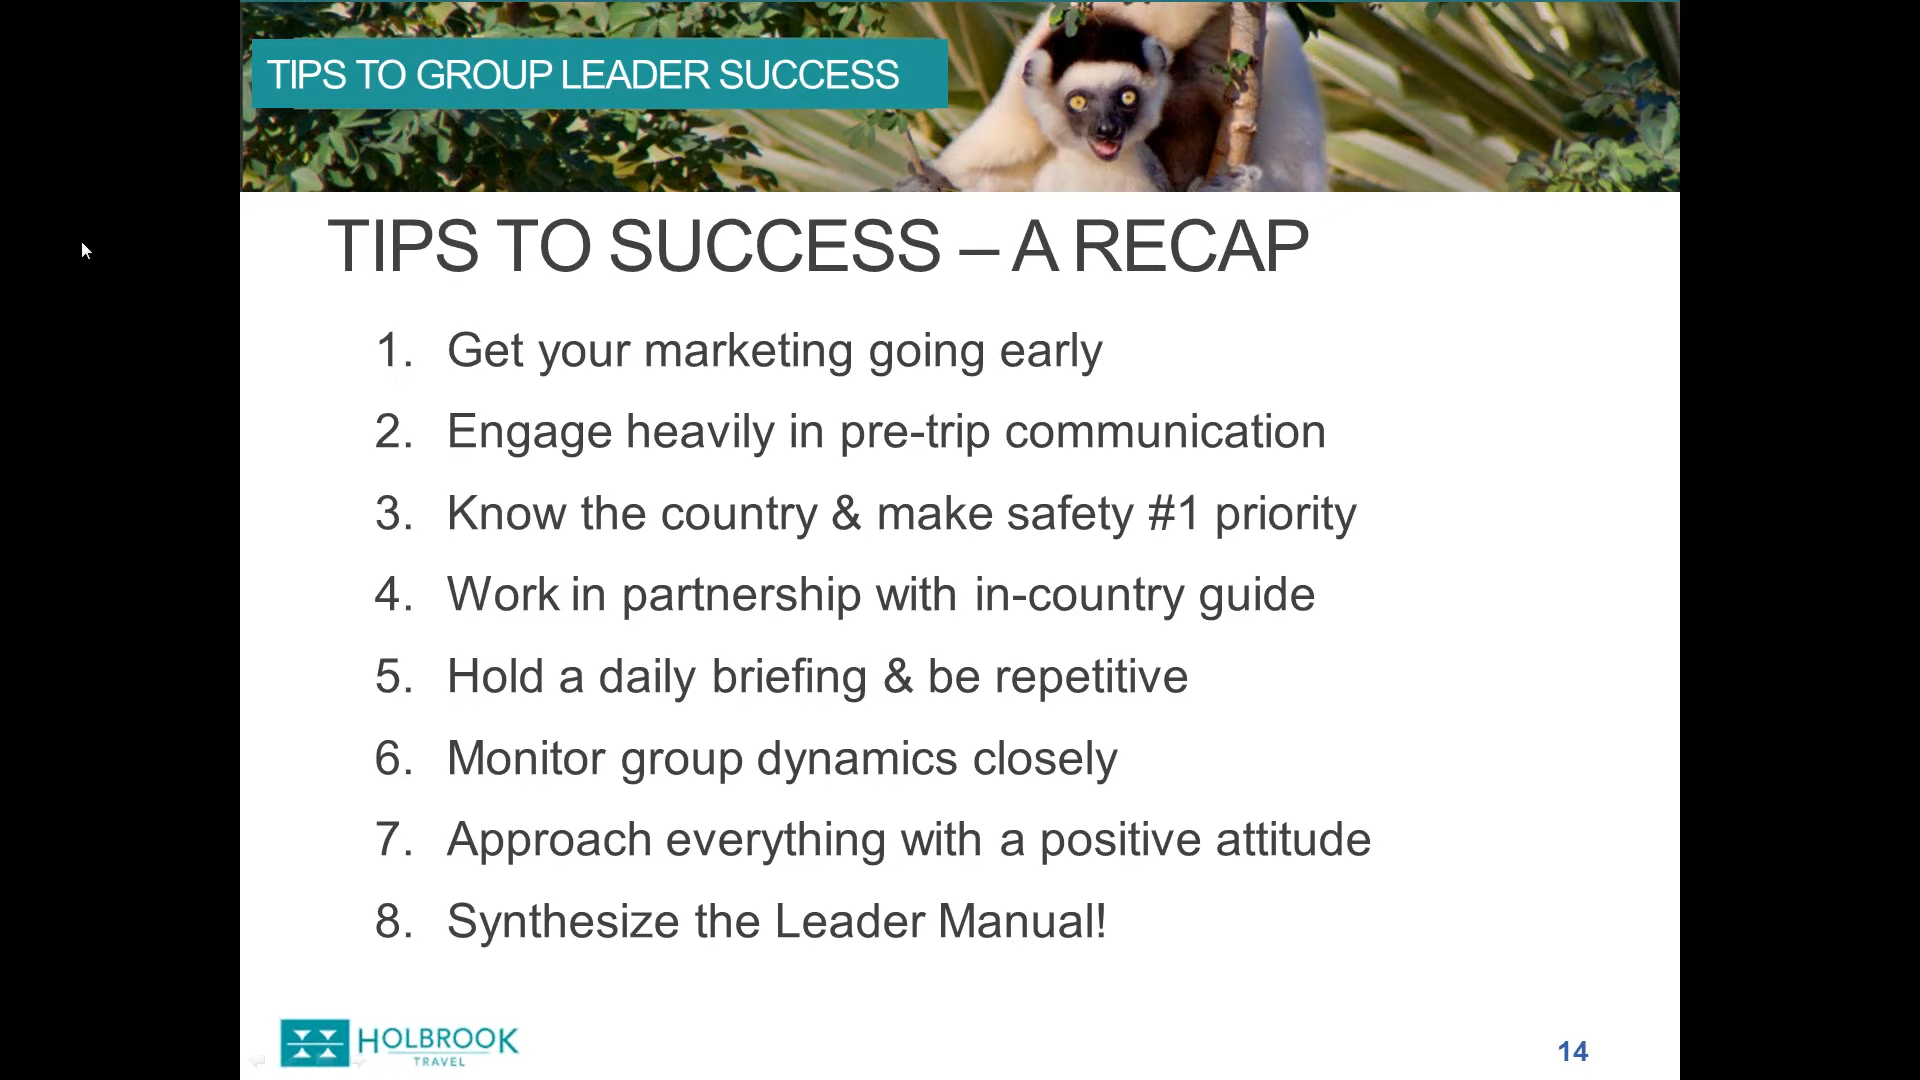 TIPS TO GROUP LEADER SUCCESS
TIPS TO SUCCESS – A RECAP
1. Get your marketing going early
2. Engage heavily in pre-trip communication
3. Know the country & make safety #1 priority
4. Work in partnership with in-country guide
5. Hold a daily briefing & be repetitive
6. Monitor group dynamics closely
7. Approach everything with a positive attitude
8. Synthesize the Leader Manual!
HOLBROOK
TRAVEL
14